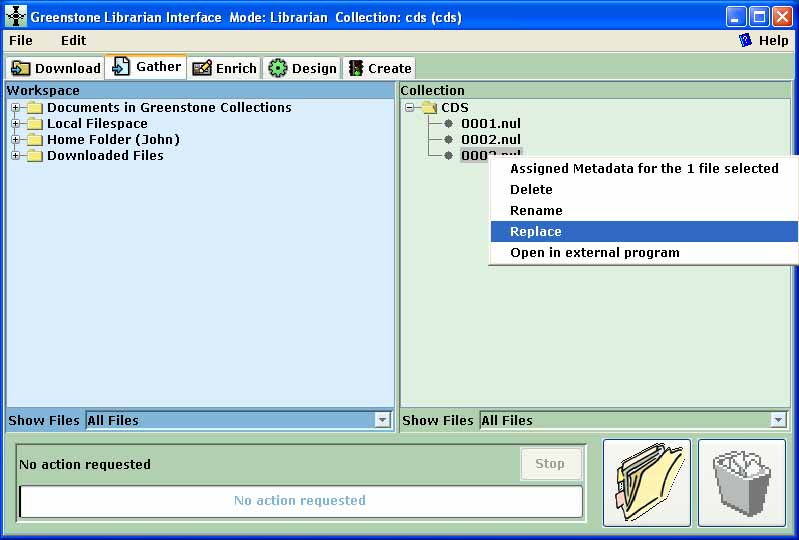 Greenstone Librarian Interface  Mode: Librarian  Collection: cds (cds)
File Edit Help
Download Gather Enrich Design Create
Workspace
Documents in Greenstone Collections
Local Filespace
Home Folder (John)
Downloaded Files
Show Files All Files
Collection
CDS
0001.nul
0002.nul
Assigned Metadata for the 1 file selected
Delete
Rename
Replace
Open in external program
Show Files All Files
No action requested
Stop
No action requested